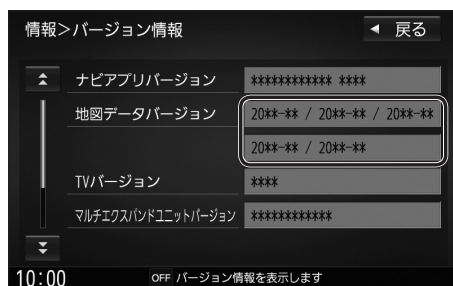 情報>バージョン情報
◀ 戻る
ナビアプリバージョン ************ ****
地図データバージョン 20**-** / 20**-** / 20**-**
20**-** / 20**-**
TVバージョン ****
マルチエクスパンドユニットバージョン ************
10:00 OFF バージョン情報を表示します